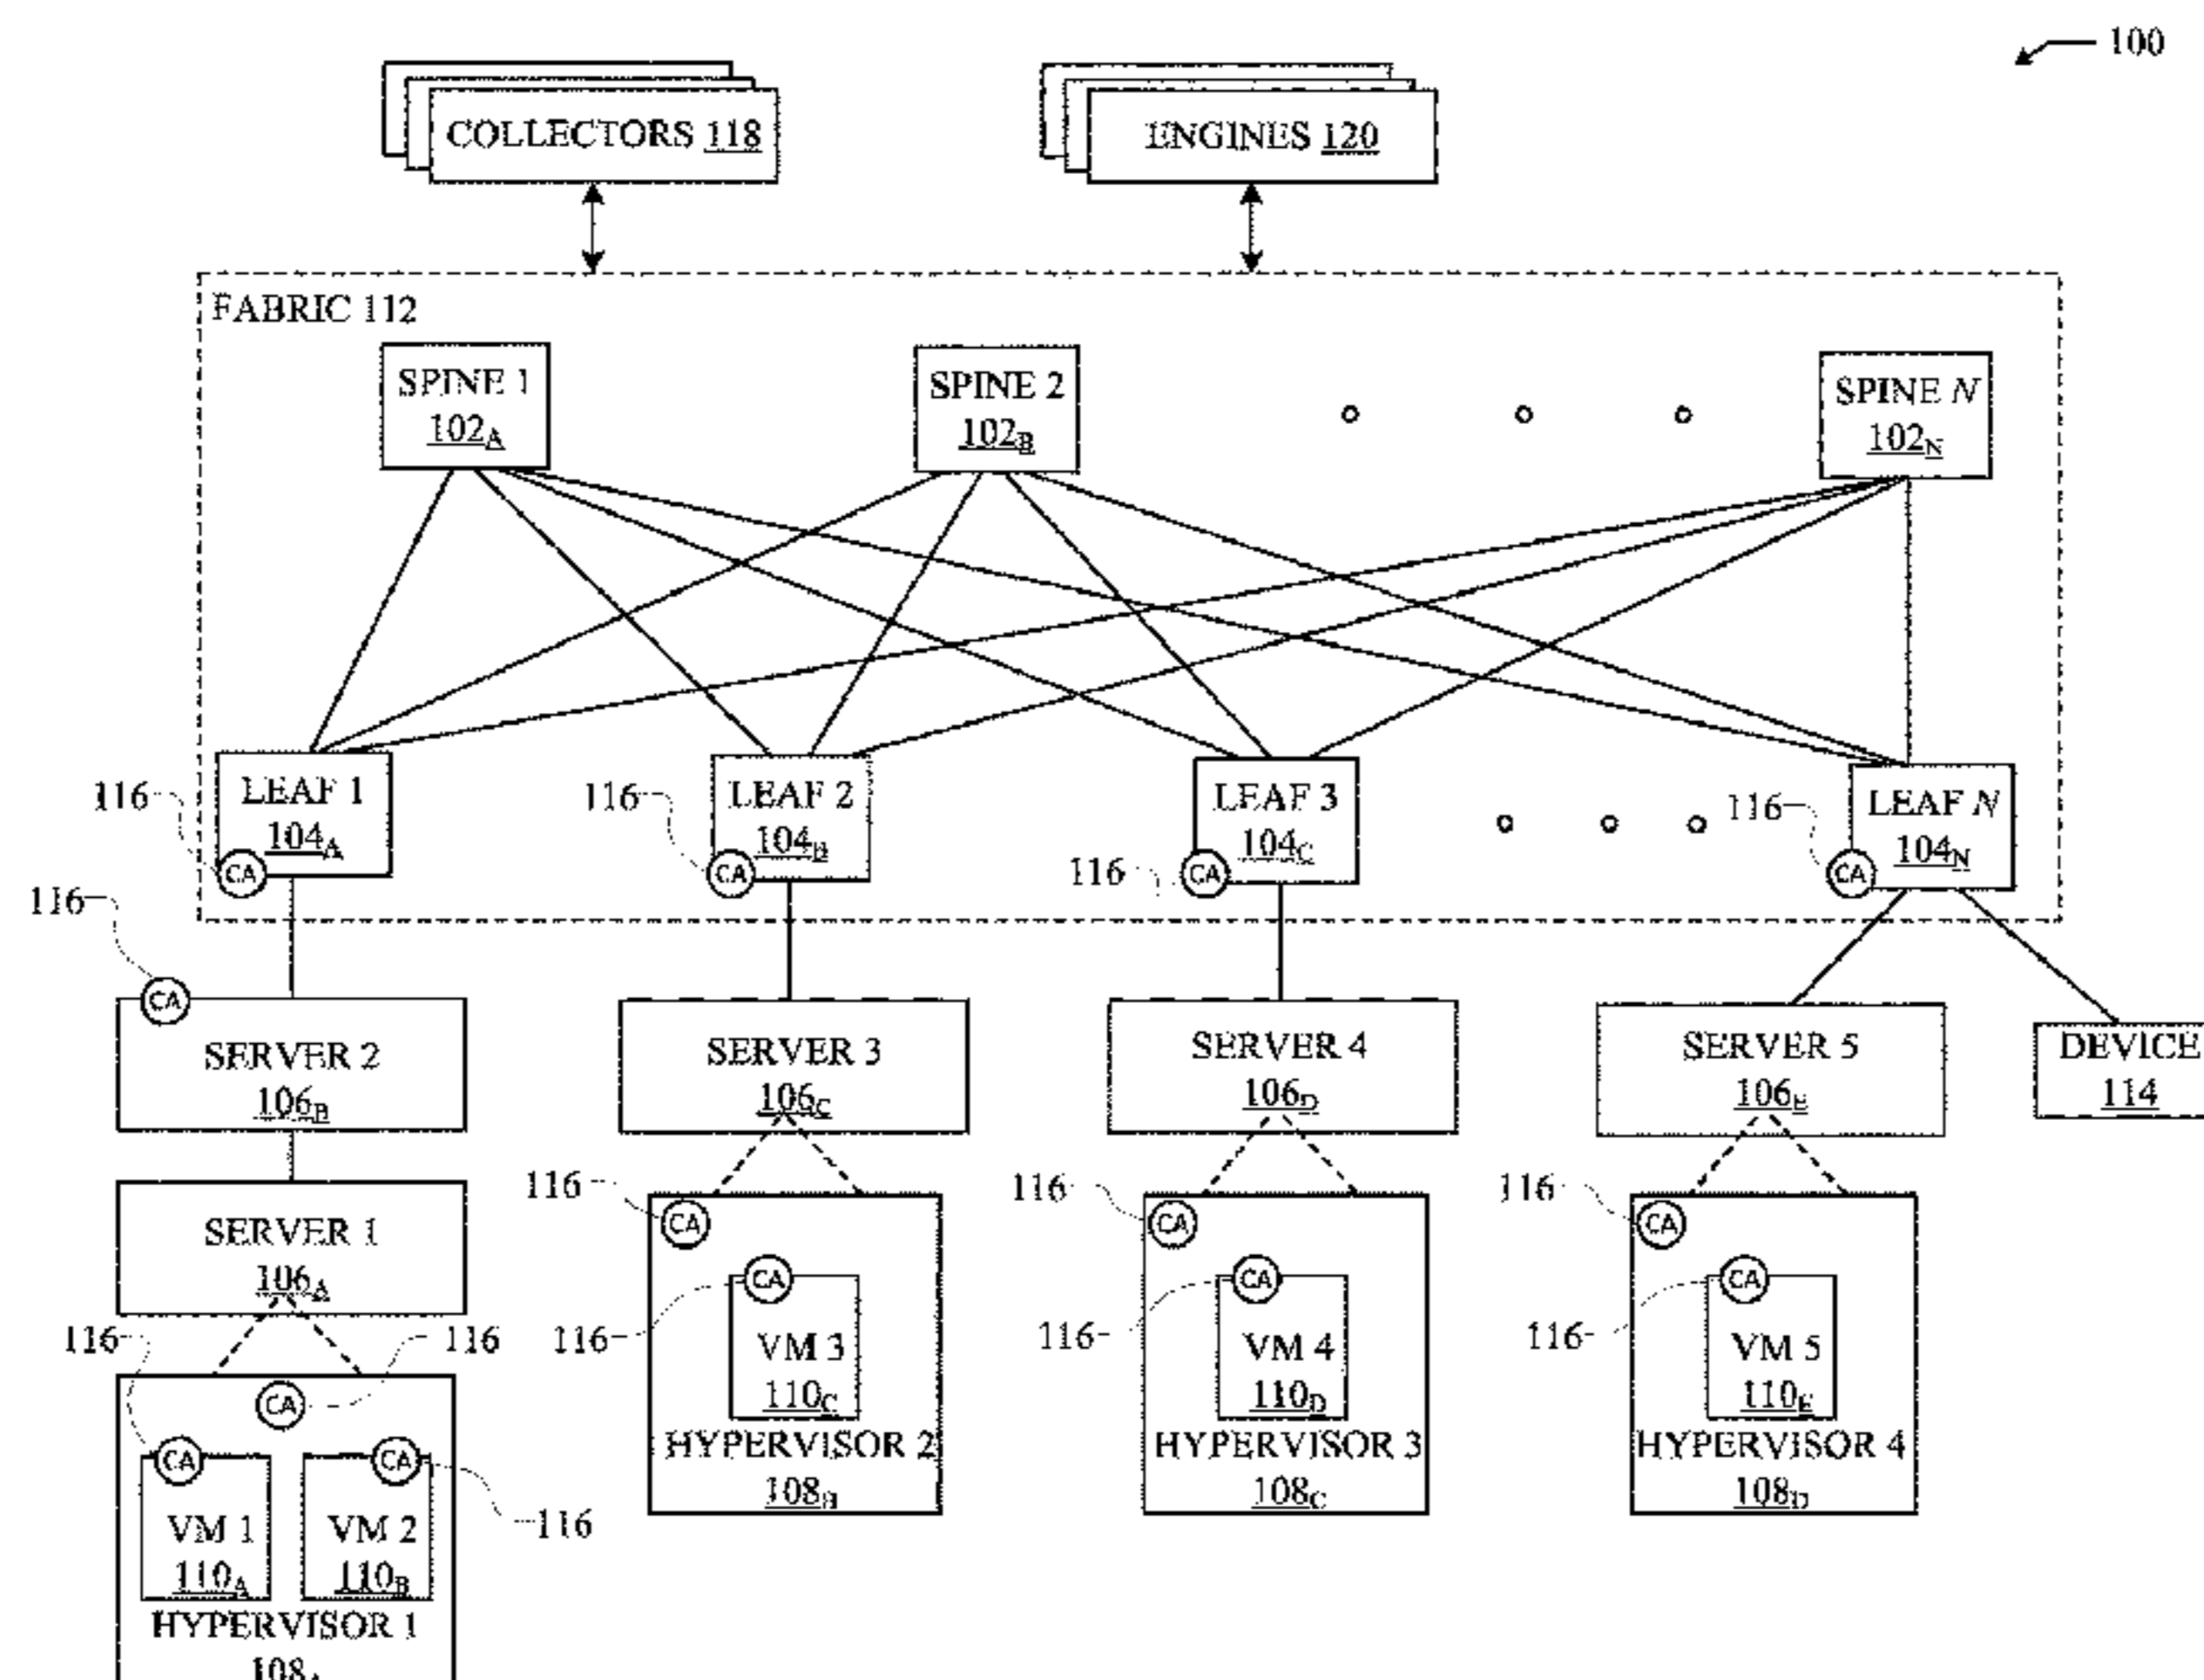 100
COLLECTORS 118
ENGINES 120
FABRIC 112
SPINE 1
102A
SPINE 2
102B
SPINE N
102N
116
LEAF 1
104A
CA
116
LEAF 2
104B
CA
116
LEAF 3
104C
CA
116
LEAF N
104N
CA
116
CA
SERVER 2
106B
SERVER 3
106C
SERVER 4
106D
SERVER 5
106E
DEVICE
114
SERVER 1
106A
116
CA
116
CA
VM 3
110C
HYPERVISOR 2
108B
116
CA
116
CA
VM 4
110D
HYPERVISOR 3
108C
116
CA
116
CA
VM 5
110E
HYPERVISOR 4
108D
116
116
CA
CA
CA
116
VM 1
110A
VM 2
110B
HYPERVISOR 1
108A